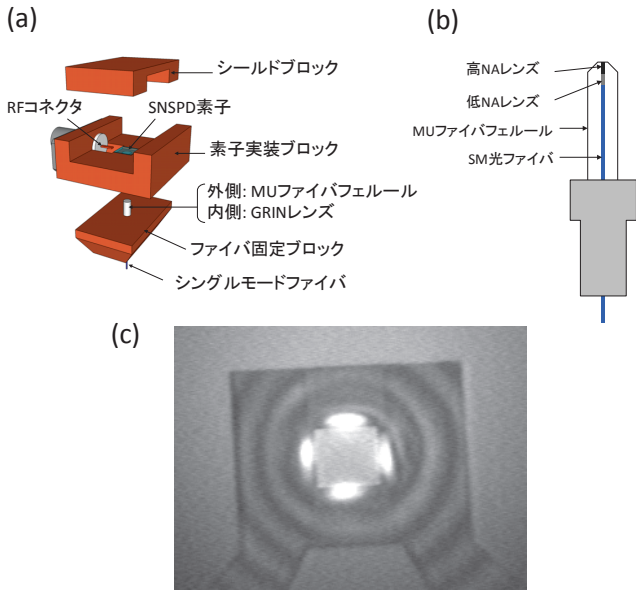 (a)
シールドブロック
RFコネクタ
SNSPD素子
素子実装ブロック
外側: MUファイバフェルール
内側: GRINレンズ
ファイバ固定ブロック
シングルモードファイバ
(b)
高NAレンズ
低NAレンズ
MUファイバフェルール
SM光ファイバ
(c)